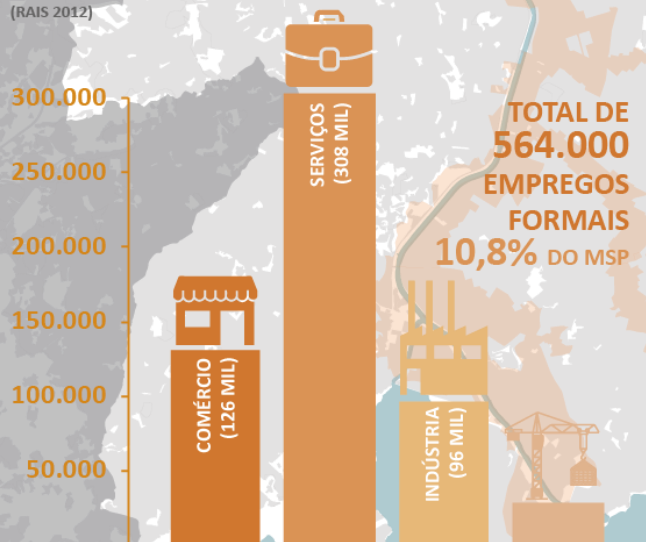 (RAIS 2012)
300.000
250.000
200.000
150.000
100.000
50.000
COMÉRCIO
(126 MIL)
SERVIÇOS
(308 MIL)
INDÚSTRIA
(96 MIL)
TOTAL DE
564.000
EMPREGOS
FORMAIS
10,8% DO MSP